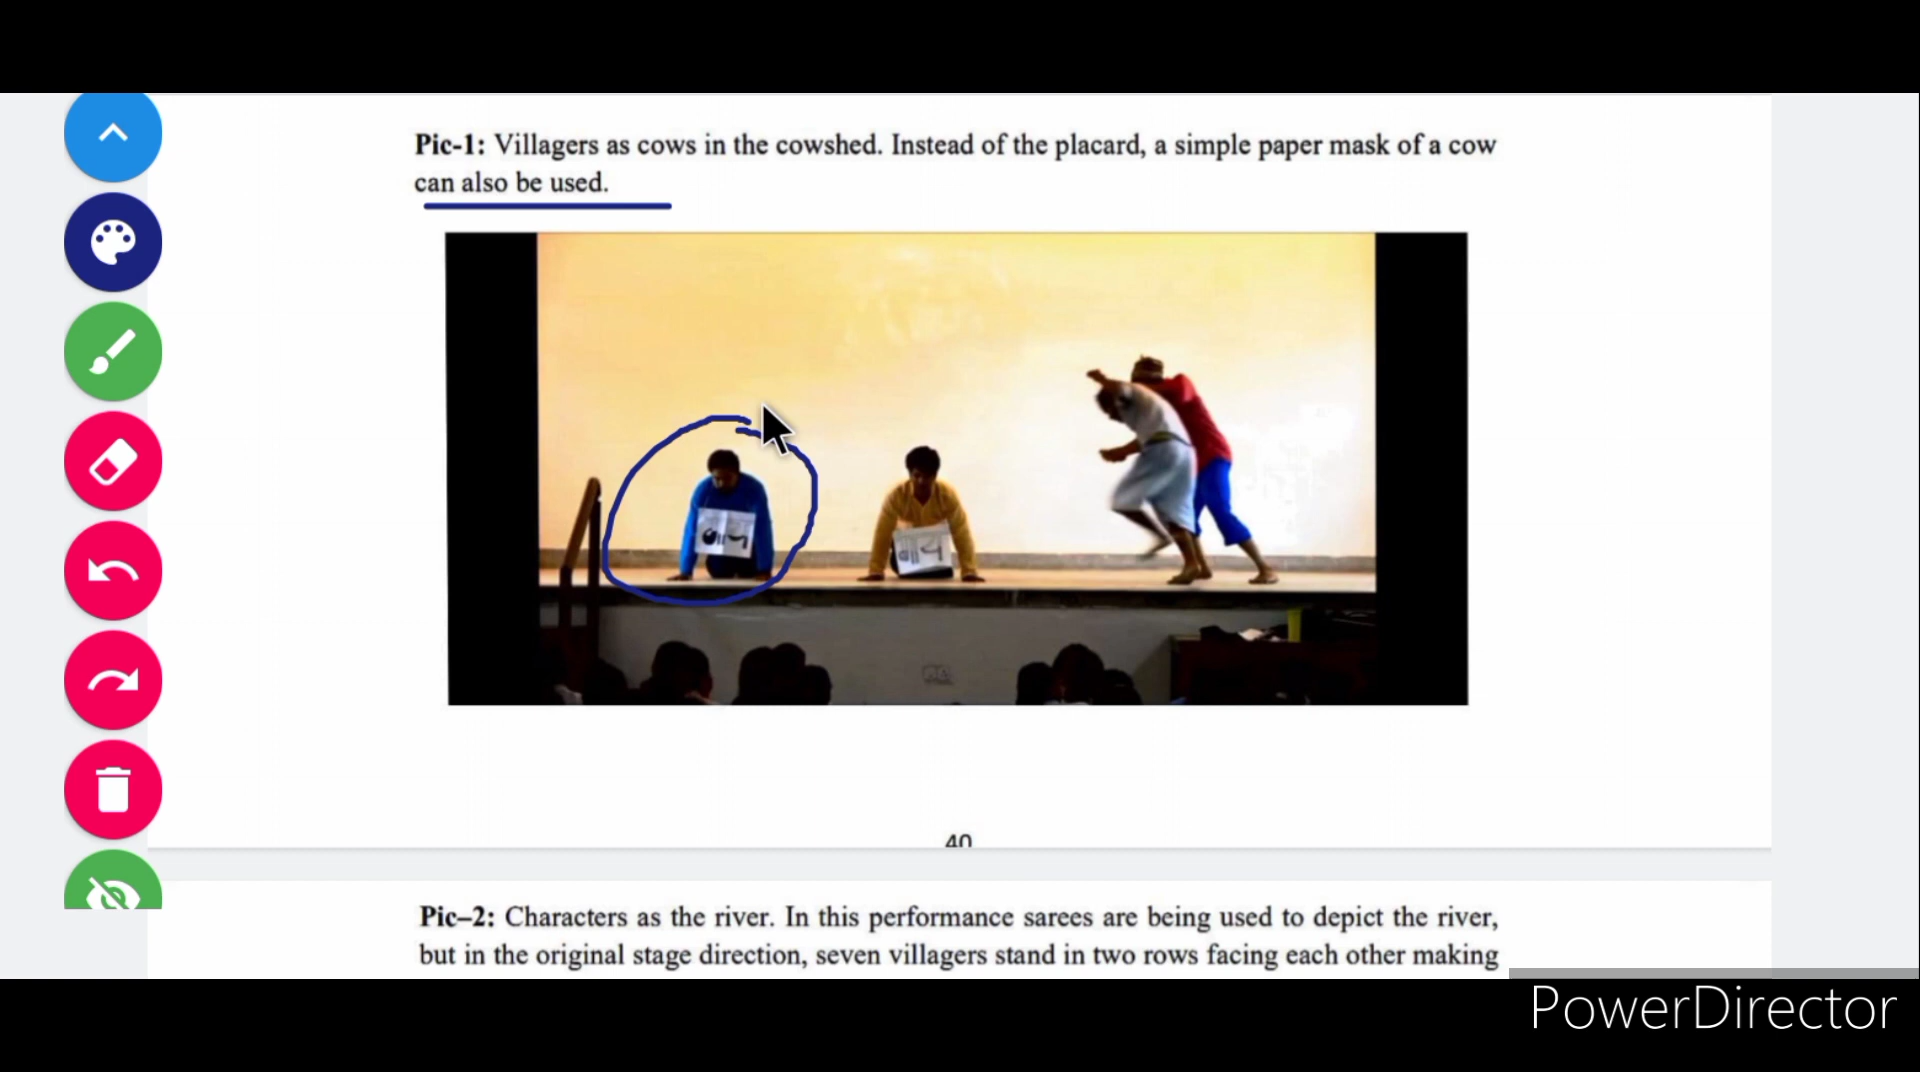 Pic-1: Villagers as cows in the cowshed. Instead of the placard, a simple paper mask of a cow
can also be used.
40
Pic–2: Characters as the river. In this performance sarees are being used to depict the river,
but in the original stage direction, seven villagers stand in two rows facing each other making
PowerDirector